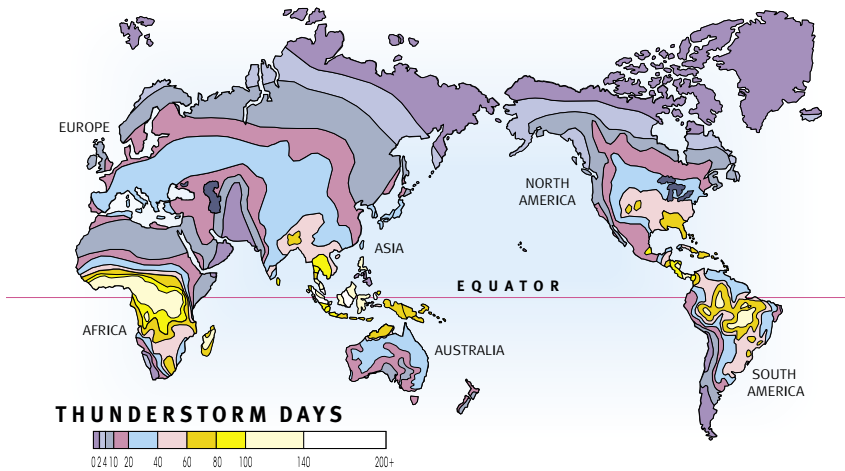 EUROPE
NORTH
AMERICA
ASIA
EQUATOR
AFRICA
AUSTRALIA
SOUTH
AMERICA
THUNDERSTORM DAYS
0 2 4 10 20 40 60 80 100 140 200+